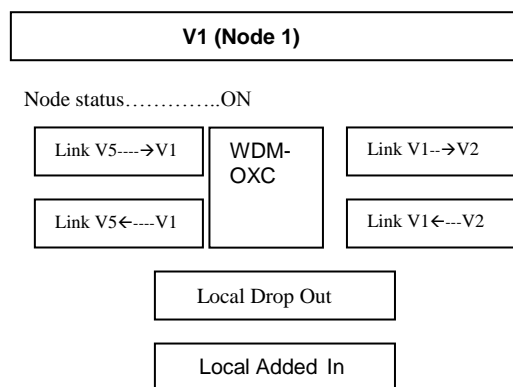 V1 (Node 1)
Node status…………..ON
Link V5----→V1
WDM-
OXC
Link V1--→V2
Link V5←----V1
Link V1←---V2
Local Drop Out
Local Added In